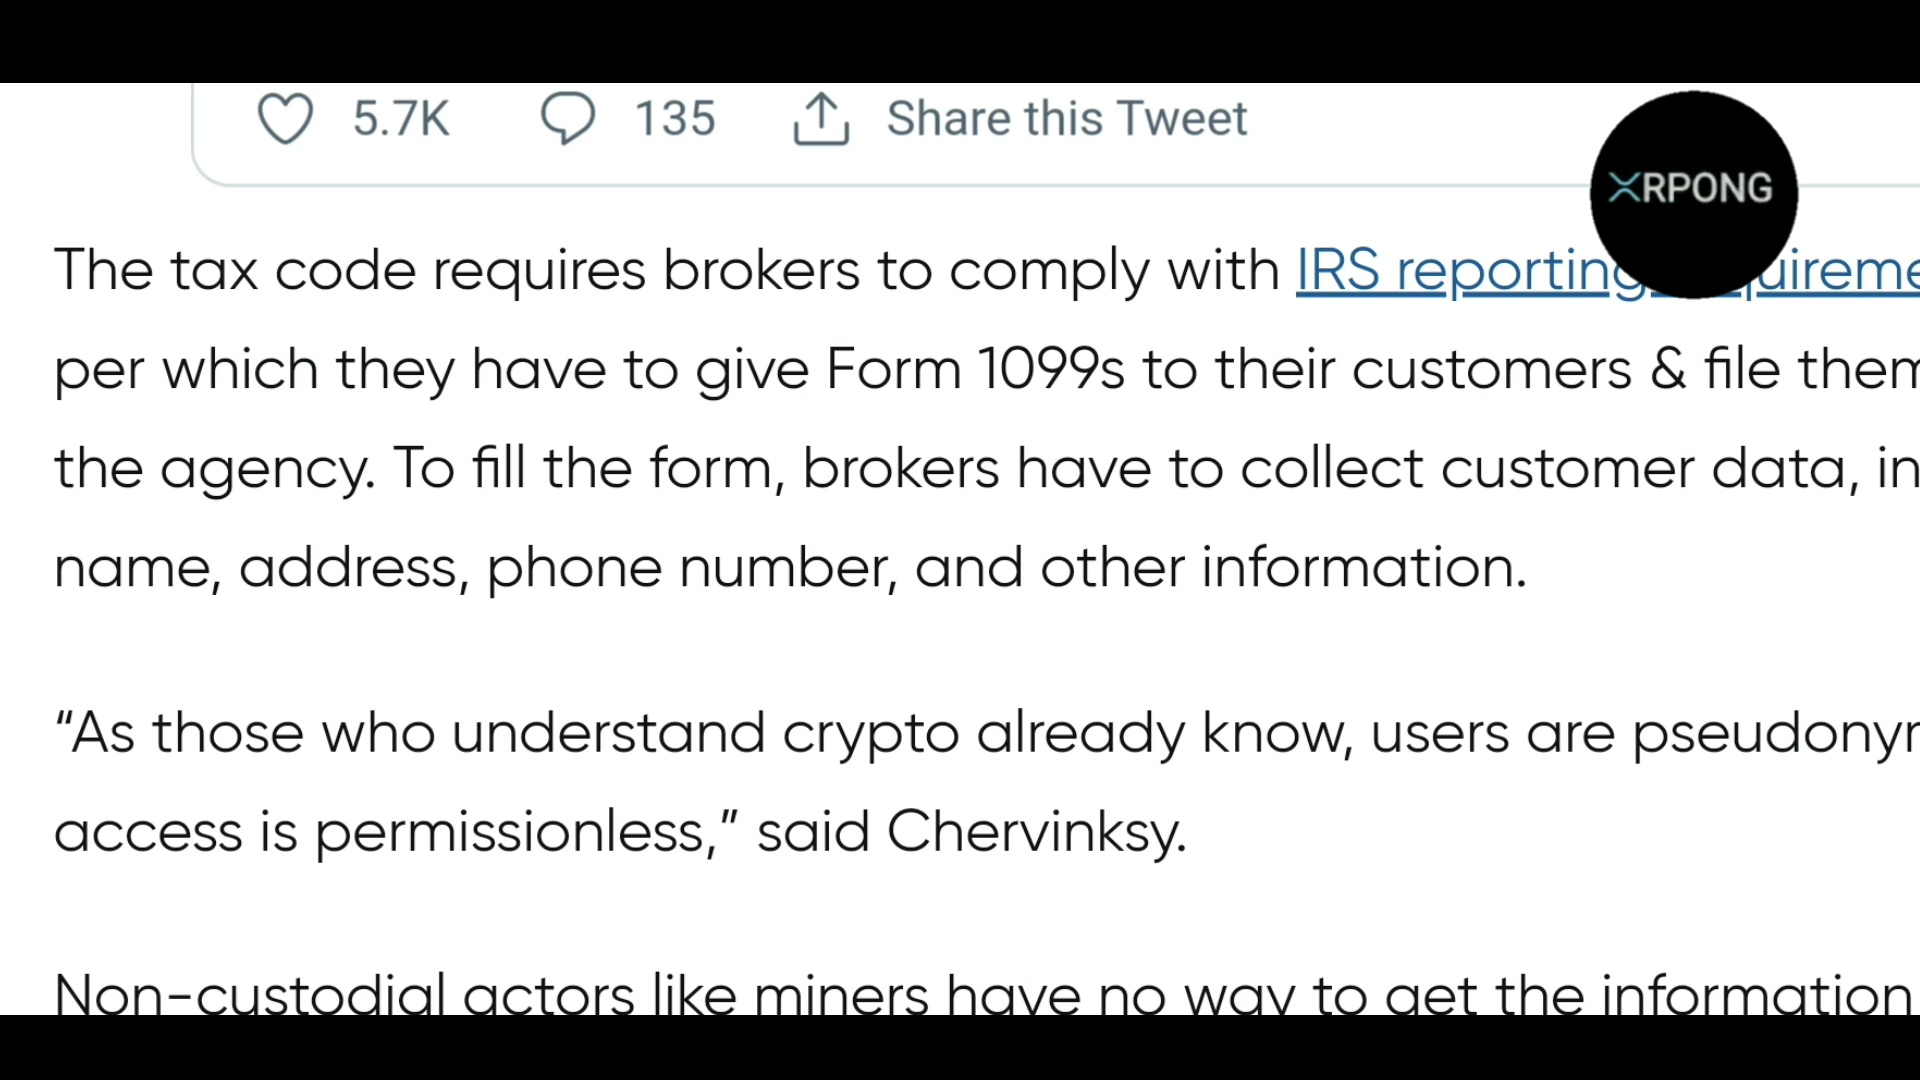 5.7K 135 Share this Tweet
XRPONG
The tax code requires brokers to comply with IRS reporting
per which they have to give Form 1099s to their customers & file them
the agency. To fill the form, brokers have to collect customer data, in
name, address, phone number, and other information.
“As those who understand crypto already know, users are
access is permissionless,” said Chervinksy.
Non-custodial actors like miners have no way to get the information